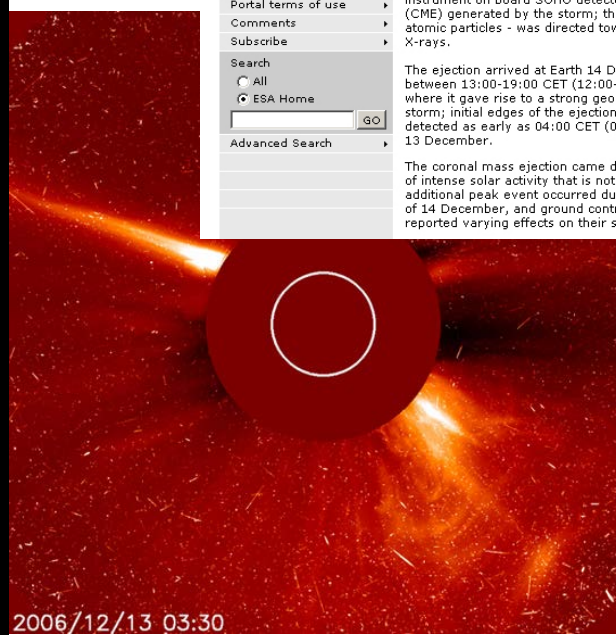 Portal terms of use
Comments
Subscribe
Search
All
ESA Home
GO
Advanced Search
instrument on board SOHO detect
(CME) generated by the storm; th
atomic particles - was directed tow
X-rays.
The ejection arrived at Earth 14 D
between 13:00-19:00 CET (12:00-
where it gave rise to a strong geo
storm; initial edges of the ejection
detected as early as 04:00 CET (0
13 December.
The coronal mass ejection came d
of intense solar activity that is not
additional peak event occurred du
of 14 December, and ground cont
reported varying effects on their s
2006/12/13 03:30